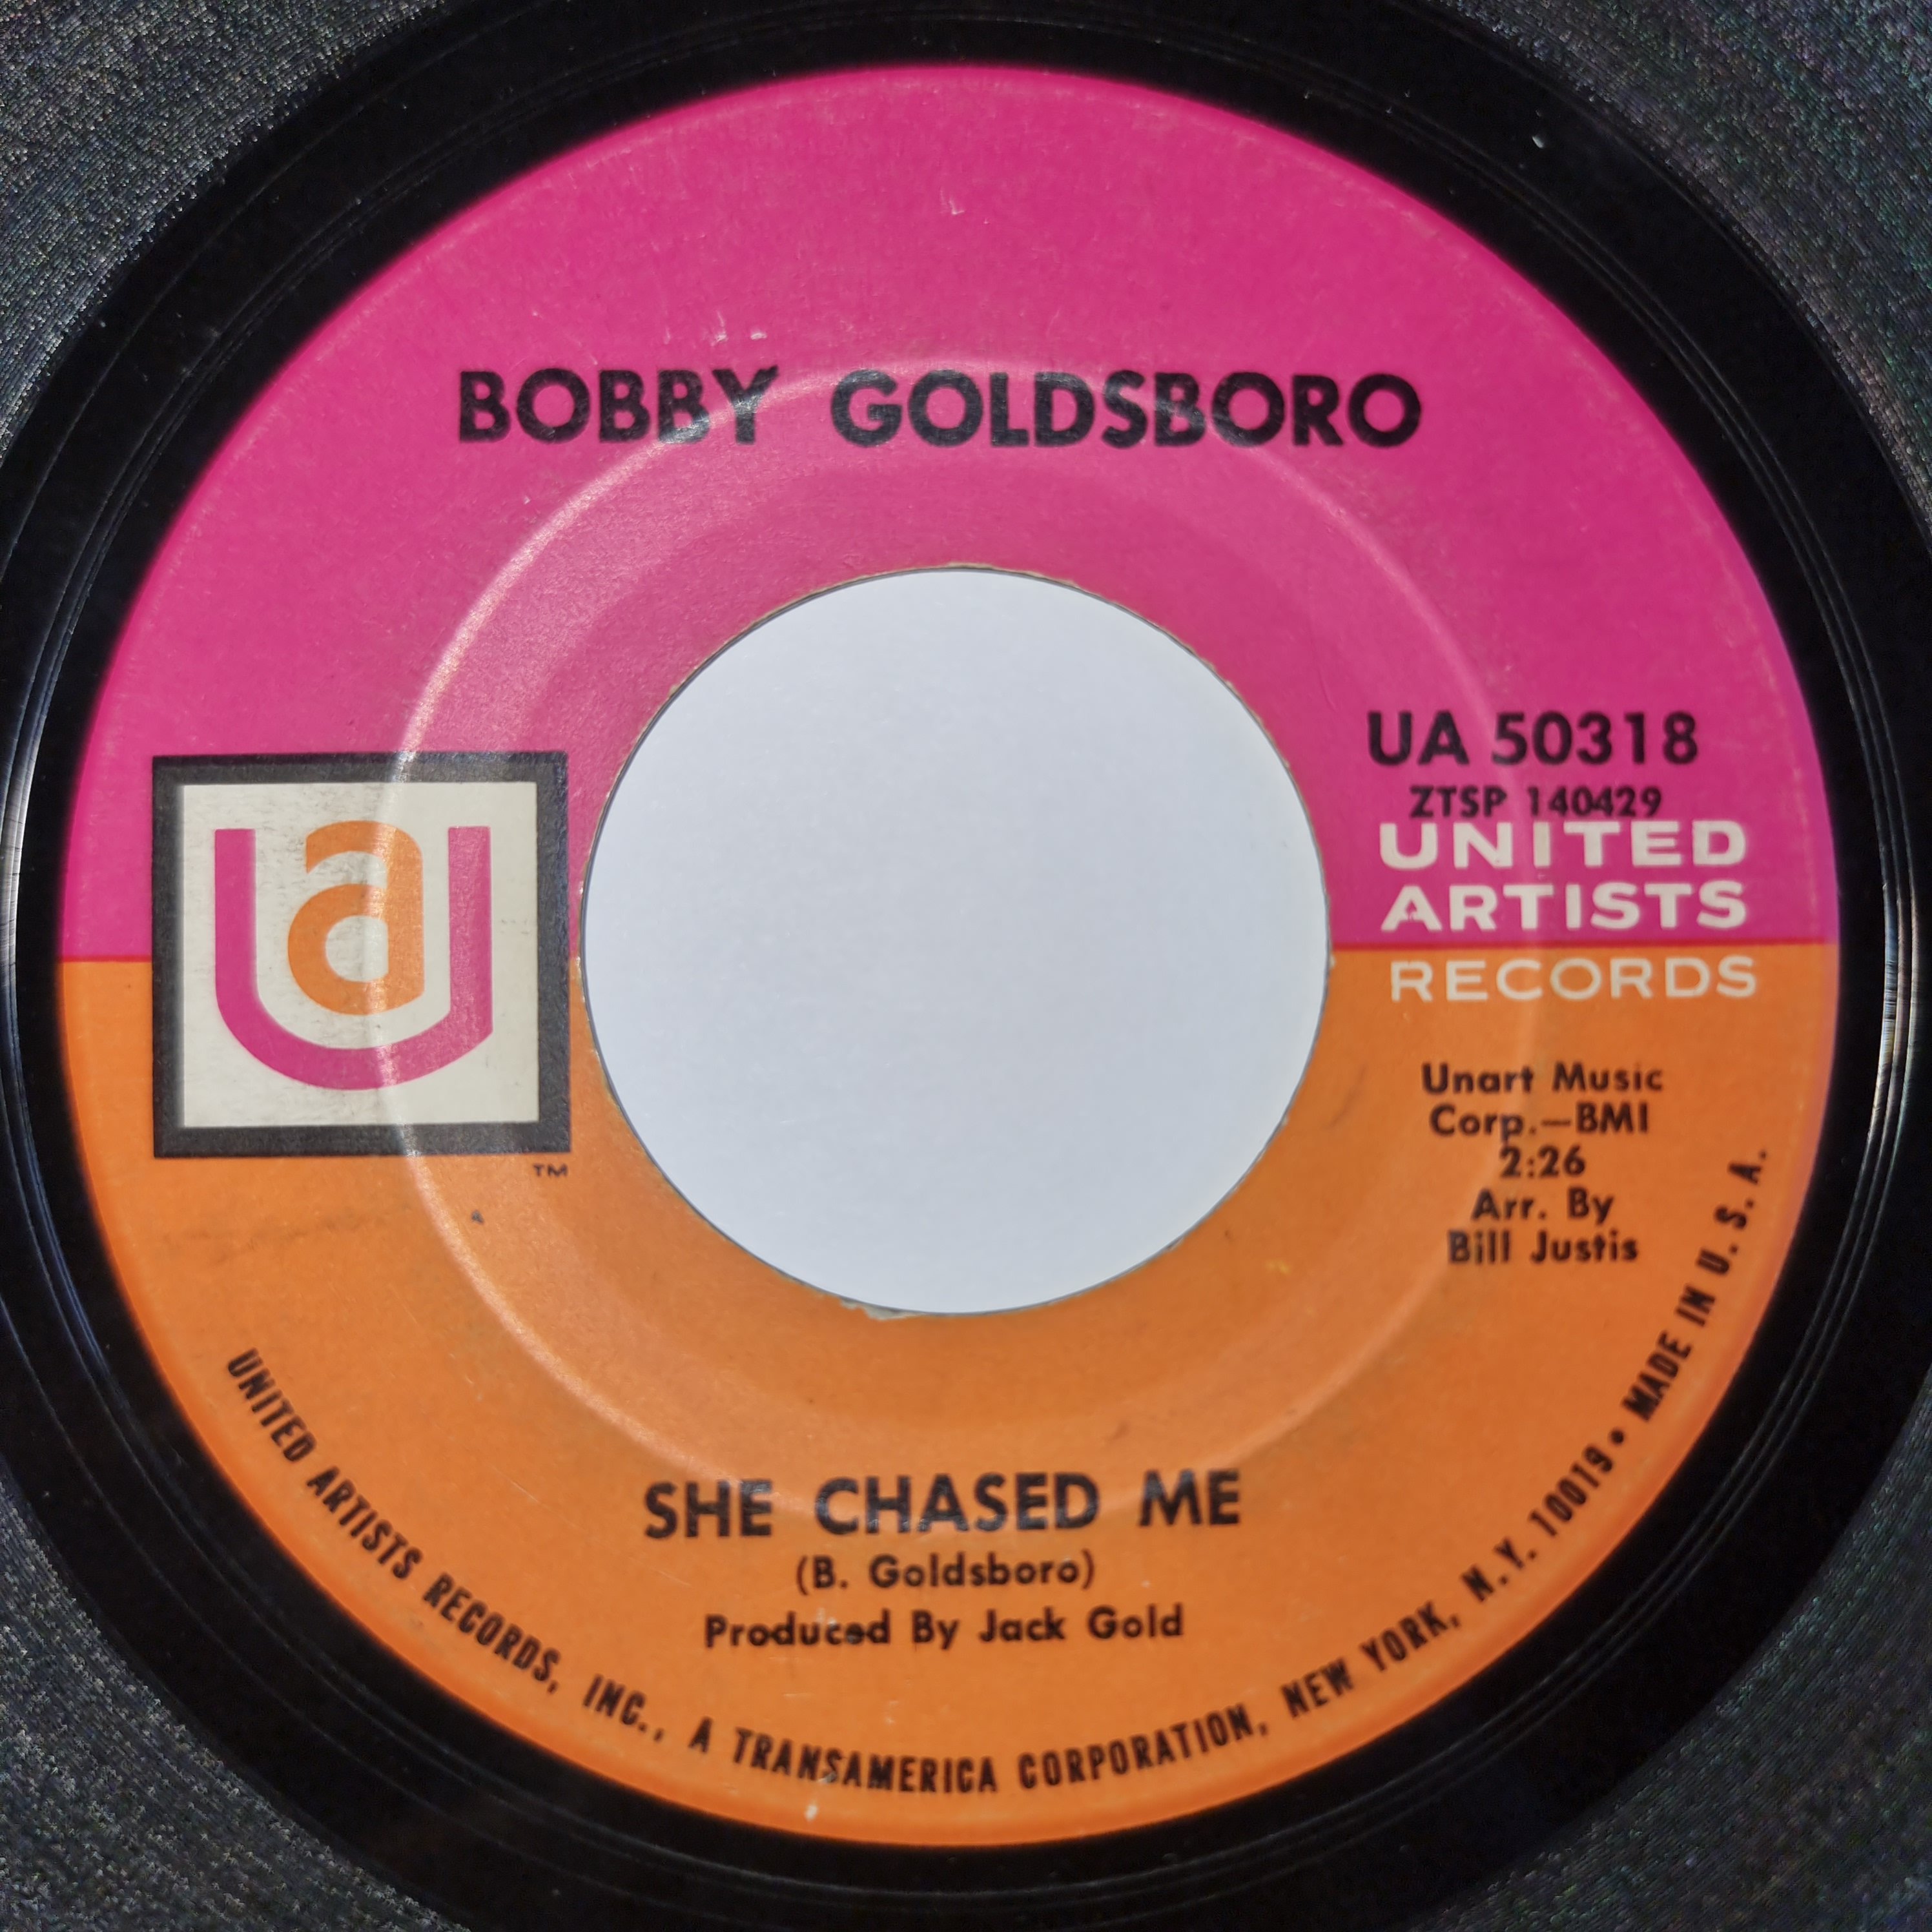 BOBBY GOLDSBORO
UA 50318
ZTSP 140429
UNITED
ARTISTS
RECORDS
ua
TM
Unart Music
Corp.—BMI
2:26
Arr. By
Bill Justis
SHE CHASED ME
(B. Goldsboro)
Produced By Jack Gold
UNITED ARTISTS RECORDS, INC., A TRANSAMERICA CORPORATION, NEW YORK, N.Y. 10019 • MADE IN U.S.A.